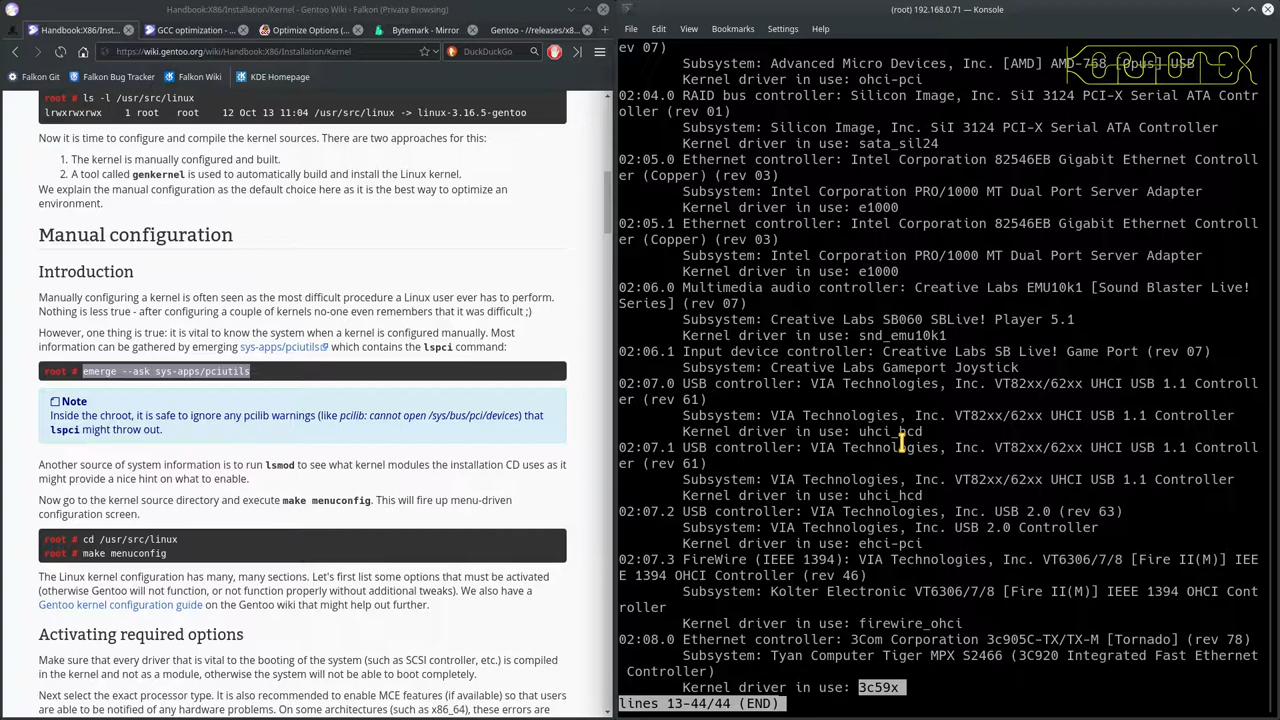 Handbook:X86/Installation/Kernel - Gentoo Wiki - Falkon (Private Browsing)
Handbook:X86/Inst...
GCC optimization - ...
Optimize Options (...
Bytemark - Mirror
Gentoo - //releases/x8...
https://wiki.gentoo.org/wiki/Handbook:X86/Installation/Kernel
DuckDuckGo
Falkon Git
Falkon Bug Tracker
Falkon Wiki
KDE Homepage
root # ls -l /usr/src/linux
lrwxrwxrwx    1 root   root    12 Oct 13 11:04 /usr/src/linux -> linux-3.16.5-gentoo
Now it is time to configure and compile the kernel sources. There are two approaches for this:
1. The kernel is manually configured and built.
2. A tool called genkernel is used to automatically build and install the Linux kernel.
We explain the manual configuration as the default choice here as it is the best way to optimize an
environment.
Manual configuration
Introduction
Manually configuring a kernel is often seen as the most difficult procedure a Linux user ever has to perform.
Nothing is less true - after configuring a couple of kernels no-one even remembers that it was difficult ;)
However, one thing is true: it is vital to know the system when a kernel is configured manually. Most
information can be gathered by emerging sys-apps/pciutils which contains the lspci command:
root # emerge --ask sys-apps/pciutils
Note
Inside the chroot, it is safe to ignore any pcilib warnings (like pcilib: cannot open /sys/bus/pci/devices) that
lspci might throw out.
Another source of system information is to run lsmod to see what kernel modules the installation CD uses as it
might provide a nice hint on what to enable.
Now go to the kernel source directory and execute make menuconfig. This will fire up menu-driven
configuration screen.
root # cd /usr/src/linux
root # make menuconfig
The Linux kernel configuration has many, many sections. Let's first list some options that must be activated
(otherwise Gentoo will not function, or not function properly without additional tweaks). We also have a
Gentoo kernel configuration guide on the Gentoo wiki that might help out further.
Activating required options
Make sure that every driver that is vital to the booting of the system (such as SCSI controller, etc.) is compiled
in the kernel and not as a module, otherwise the system will not be able to boot completely.
Next select the exact processor type. It is also recommended to enable MCE features (if available) so that users
are able to be notified of any hardware problems. On some architectures (such as x86_64), these errors are
(root) 192.168.0.71 — Konsole
File Edit View Bookmarks Settings Help
ev 07)
Subsystem: Advanced Micro Devices, Inc. [AMD] AMD-768 [Opus] USB
Kernel driver in use: ohci-pci
02:04.0 RAID bus controller: Silicon Image, Inc. SiI 3124 PCI-X Serial ATA Contr
oller (rev 01)
Subsystem: Silicon Image, Inc. SiI 3124 PCI-X Serial ATA Controller
Kernel driver in use: sata_sil24
02:05.0 Ethernet controller: Intel Corporation 82546EB Gigabit Ethernet Controll
er (Copper) (rev 03)
Subsystem: Intel Corporation PRO/1000 MT Dual Port Server Adapter
Kernel driver in use: e1000
02:05.1 Ethernet controller: Intel Corporation 82546EB Gigabit Ethernet Controll
er (Copper) (rev 03)
Subsystem: Intel Corporation PRO/1000 MT Dual Port Server Adapter
Kernel driver in use: e1000
02:06.0 Multimedia audio controller: Creative Labs EMU10k1 [Sound Blaster Live!
Series] (rev 07)
Subsystem: Creative Labs SB060 SBLive! Player 5.1
Kernel driver in use: snd_emu10k1
02:06.1 Input device controller: Creative Labs SB Live! Game Port (rev 07)
Subsystem: Creative Labs Gameport Joystick
02:07.0 USB controller: VIA Technologies, Inc. VT82xx/62xx UHCI USB 1.1 Controll
er (rev 61)
Subsystem: VIA Technologies, Inc. VT82xx/62xx UHCI USB 1.1 Controller
Kernel driver in use: uhci_hcd
02:07.1 USB controller: VIA Technologies, Inc. VT82xx/62xx UHCI USB 1.1 Controll
er (rev 61)
Subsystem: VIA Technologies, Inc. VT82xx/62xx UHCI USB 1.1 Controller
Kernel driver in use: uhci_hcd
02:07.2 USB controller: VIA Technologies, Inc. USB 2.0 (rev 63)
Subsystem: VIA Technologies, Inc. USB 2.0 Controller
Kernel driver in use: ehci-pci
02:07.3 FireWire (IEEE 1394): VIA Technologies, Inc. VT6306/7/8 [Fire II(M)] IEE
E 1394 OHCI Controller (rev 46)
Subsystem: Kolter Electronic VT6306/7/8 [Fire II(M)] IEEE 1394 OHCI Cont
roller
Kernel driver in use: firewire_ohci
02:08.0 Ethernet controller: 3Com Corporation 3c905C-TX/TX-M [Tornado] (rev 78)
Subsystem: Tyan Computer Tiger MPX S2466 (3C920 Integrated Fast Ethernet
Controller)
Kernel driver in use: 3c59x
lines 13-44/44 (END)